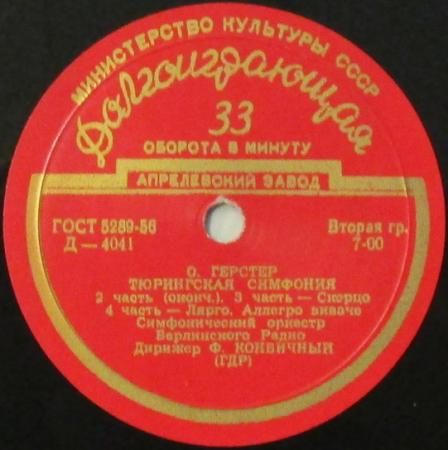 МИНИСТЕРСТВО КУЛЬТУРЫ СССР
Долгоиграющая
33
ОБОРОТА В МИНУТУ
АПРЕЛЕВСКИЙ ЗАВОД
ГОСТ 5289-56
Д — 4041
Вторая гр.
7-00
О. ГЕРСТЕР
ТЮРИНГСКАЯ СИМФОНИЯ
2 часть (оконч.). 3 часть — Скерцо
4 часть — Лярго. Аллегро виваче
Симфонический оркестр
Берлинского Радио
Дирижер Ф. КОНВИЧНЫЙ
(ГДР)